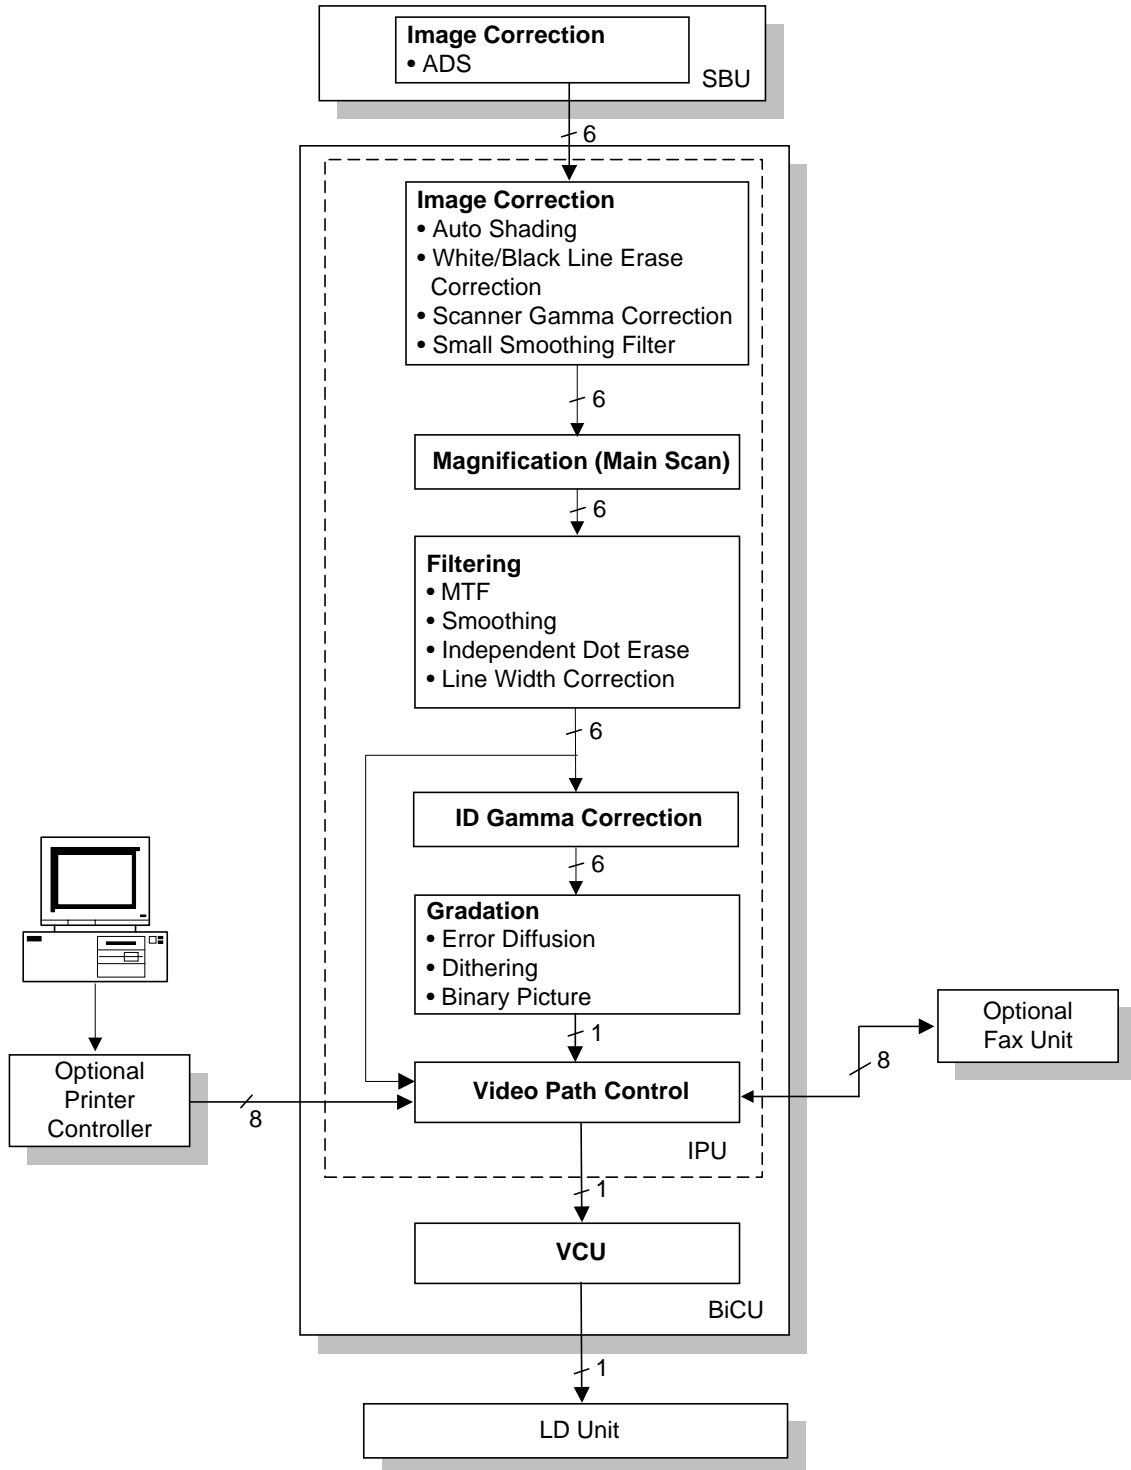 Image Correction
• ADS
SBU
6
Image Correction
• Auto Shading
• White/Black Line Erase
Correction
• Scanner Gamma Correction
• Small Smoothing Filter
6
Magnification (Main Scan)
6
Filtering
• MTF
• Smoothing
• Independent Dot Erase
• Line Width Correction
6
ID Gamma Correction
6
Gradation
• Error Diffusion
• Dithering
• Binary Picture
1
Optional
Fax Unit
8
Optional
Printer
Controller
8
Video Path Control
IPU
1
VCU
BiCU
1
LD Unit